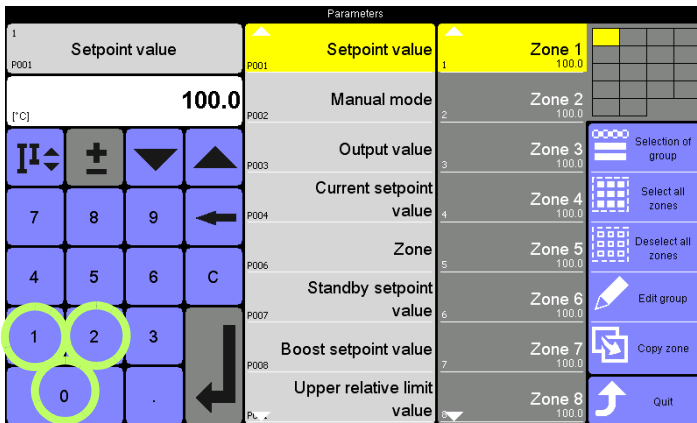 Parameters
1
Setpoint value
P001
100.0
[°C]
7
8
9
4
5
6
C
1
2
3
0
.
Setpoint value
P001
Manual mode
P002
Output value
P003
Current setpoint
value
P004
Zone
P006
Standby setpoint
value
P007
Boost setpoint value
P008
Upper relative limit
value
Zone 1
1
100.0
Zone 2
2
100.0
Zone 3
3
100.0
Zone 4
4
100.0
Zone 5
5
100.0
Zone 6
6
100.0
Zone 7
7
100.0
Zone 8
8
100.0
Selection of
group
Select all
zones
Deselect all
zones
Edit group
Copy zone
Quit